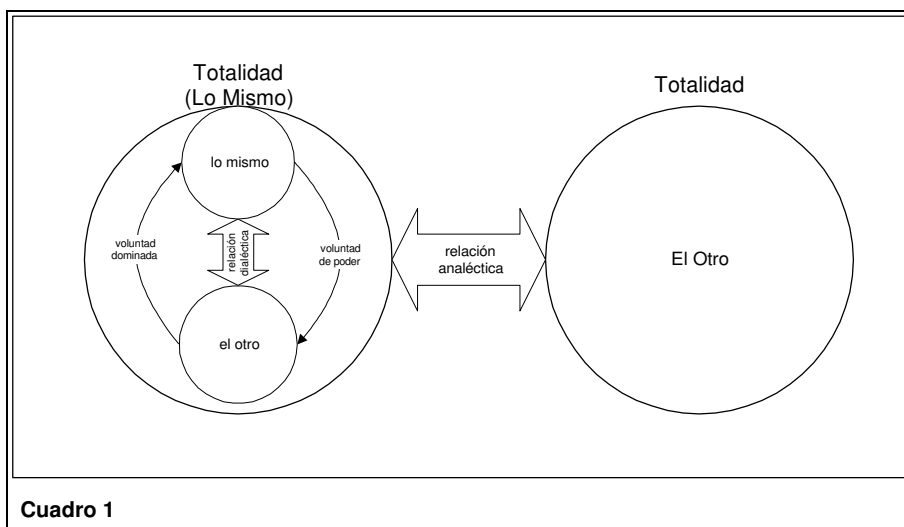 Totalidad
(Lo Mismo)
Totalidad
lo mismo
voluntad
dominada
relación
dialéctica
voluntad
de poder
relación
analéctica
El Otro
el otro
Cuadro 1